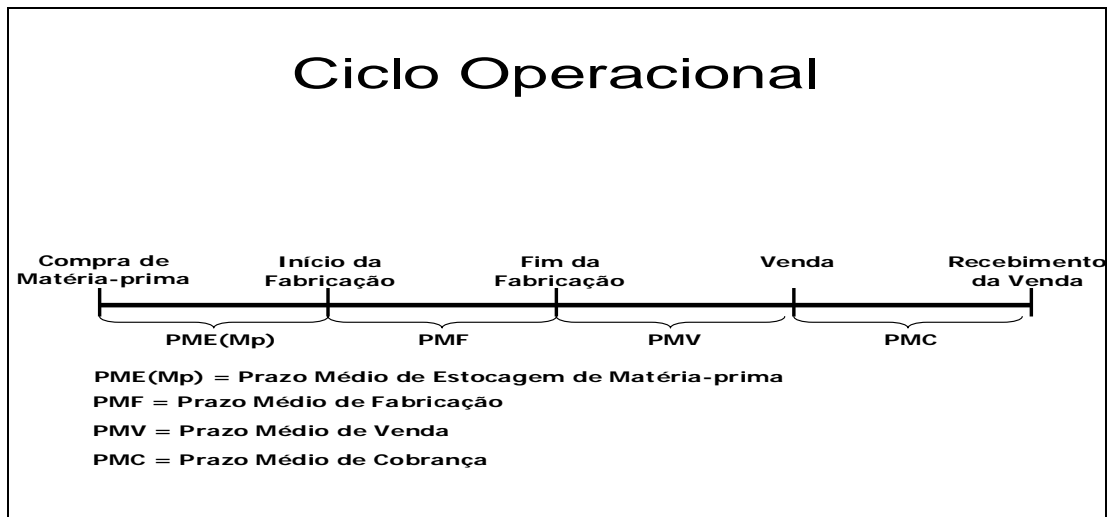 Ciclo Operacional
Compra de
Matéria-prima
Início da
Fabricação
Fim da
Fabricação
Venda
Recebimento
da Venda
PME(Mp)
PMF
PMV
PMC
PME(Mp) = Prazo Médio de Estocagem de Matéria-prima
PMF = Prazo Médio de Fabricação
PMV = Prazo Médio de Venda
PMC = Prazo Médio de Cobrança